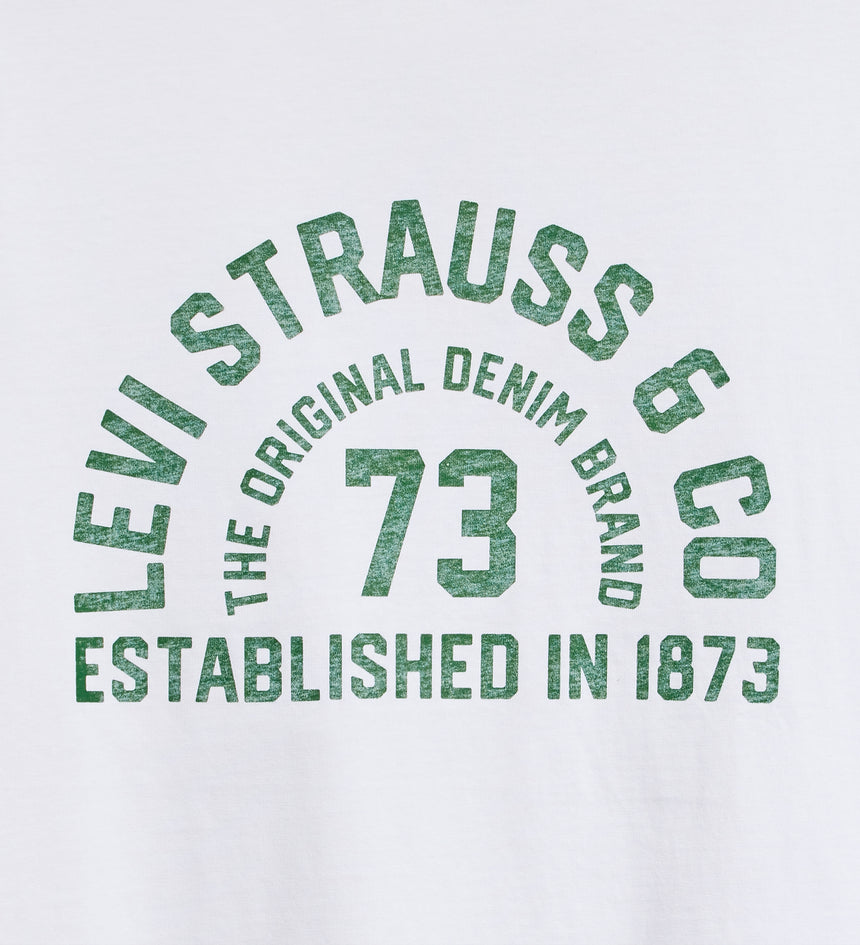 LEVI STRAUSS & CO
THE ORIGINAL DENIM BRAND
73
ESTABLISHED IN 1873